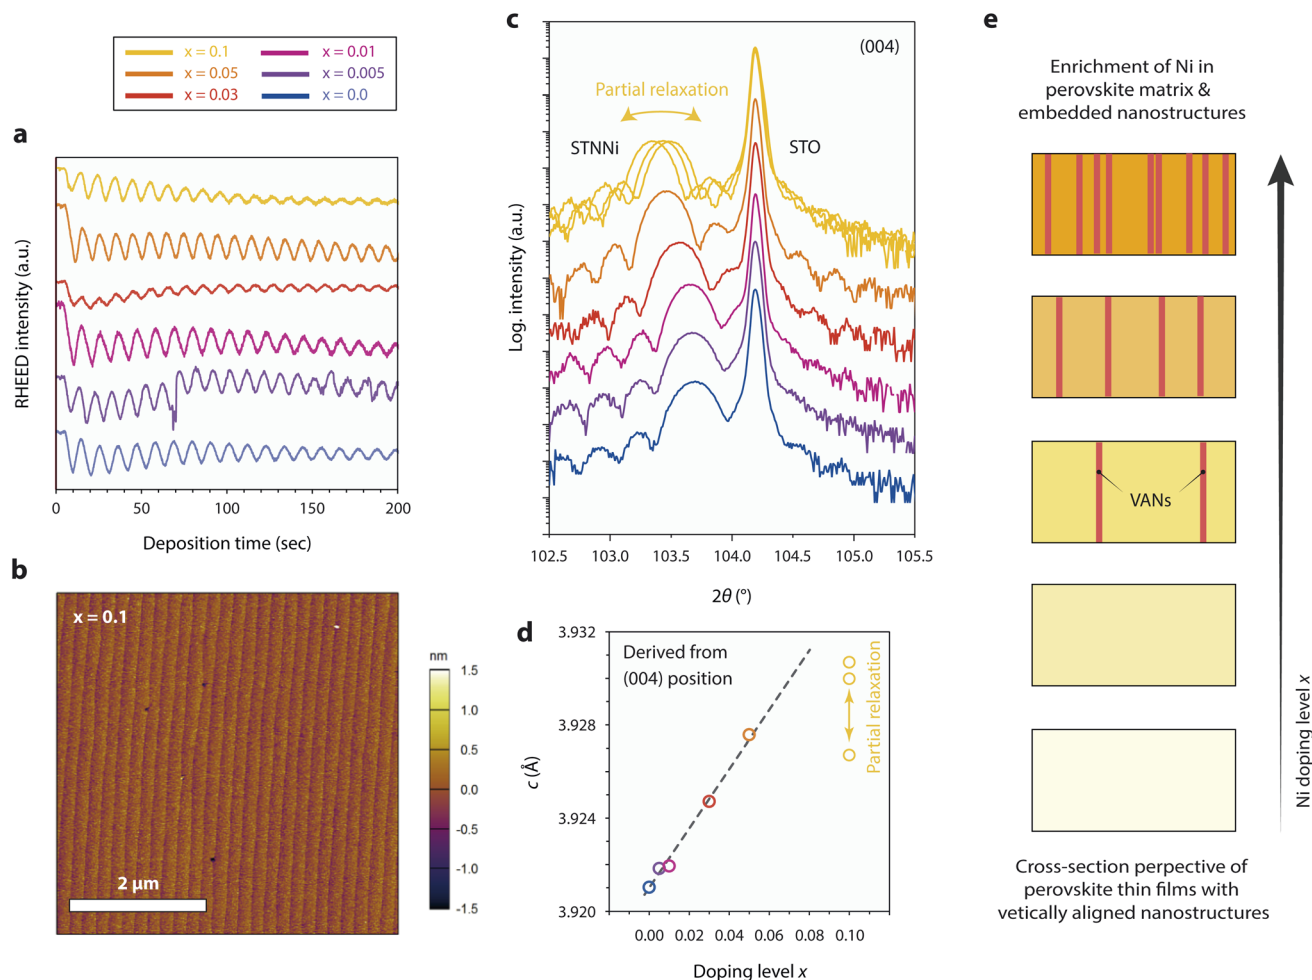 x = 0.1
x = 0.05
x = 0.03
x = 0.01
x = 0.005
x = 0.0
a
RHEED intensity (a.u.)
0
50
100
150
200
Deposition time (sec)
b
x = 0.1
2 μm
nm
1.5
1.0
0.5
0.0
-0.5
-1.0
-1.5
c
(004)
Partial relaxation
STNNi
STO
Log. intensity (a.u.)
102.5
103.0
103.5
104.0
104.5
105.0
105.5
2θ (°)
d
Derived from
(004) position
Partial relaxation
c (Å)
3.932
3.928
3.924
3.920
0.00
0.02
0.04
0.06
0.08
0.10
Doping level x
e
Enrichment of Ni in
perovskite matrix &
embedded nanostructures
VANs
Ni doping level x
Cross-section perpective of
perovskite thin films with
vetically aligned nanostructures